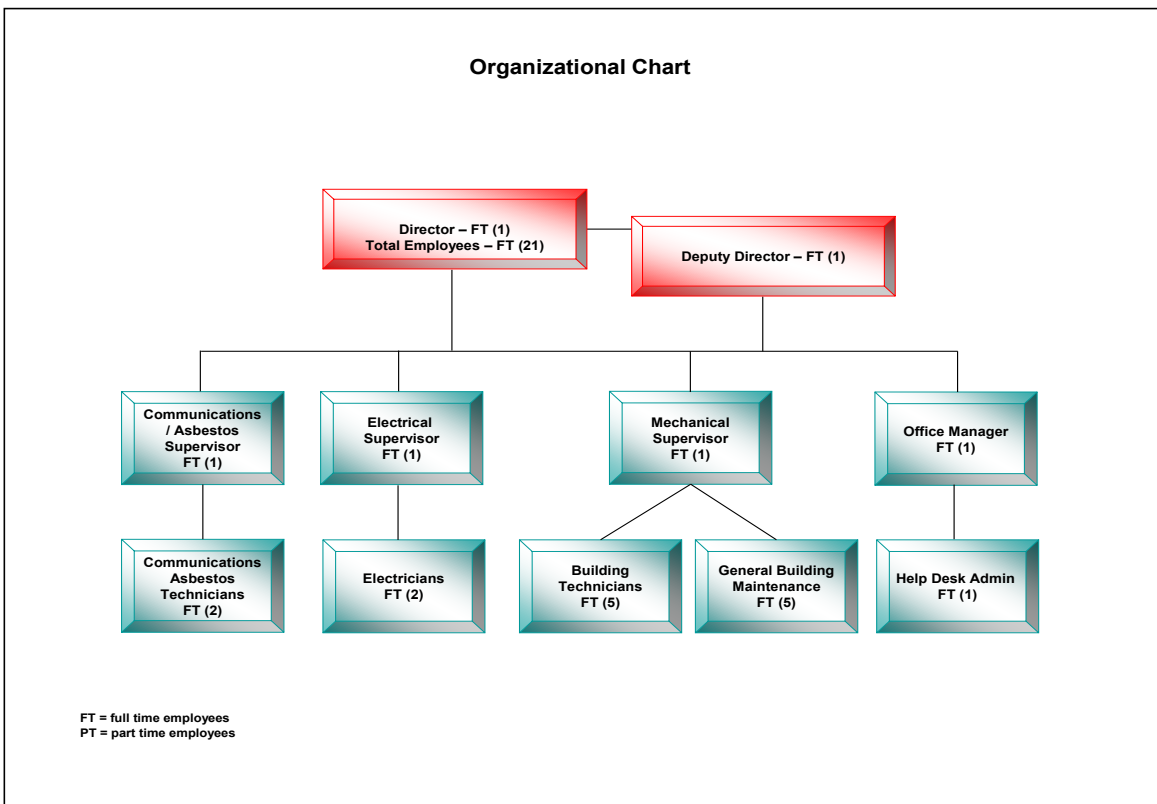 Organizational Chart
Director – FT (1)
Total Employees – FT (21)
Deputy Director – FT (1)
Communications
/ Asbestos
Supervisor
FT (1)
Electrical
Supervisor
FT (1)
Mechanical
Supervisor
FT (1)
Office Manager
FT (1)
Communications
Asbestos
Technicians
FT (2)
Electricians
FT (2)
Building
Technicians
FT (5)
General Building
Maintenance
FT (5)
Help Desk Admin
FT (1)
FT = full time employees
PT = part time employees